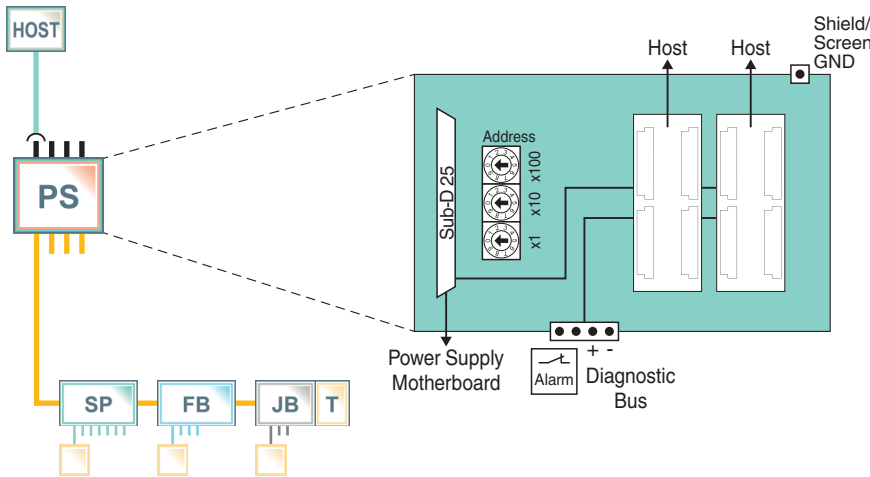 HOST
PS
SP
FB
JB
T
Host
Host
Shield/
Screen
GND
Address
Sub-D 25
x100
x10
x1
+ -
Power Supply
Motherboard
Alarm
Diagnostic
Bus